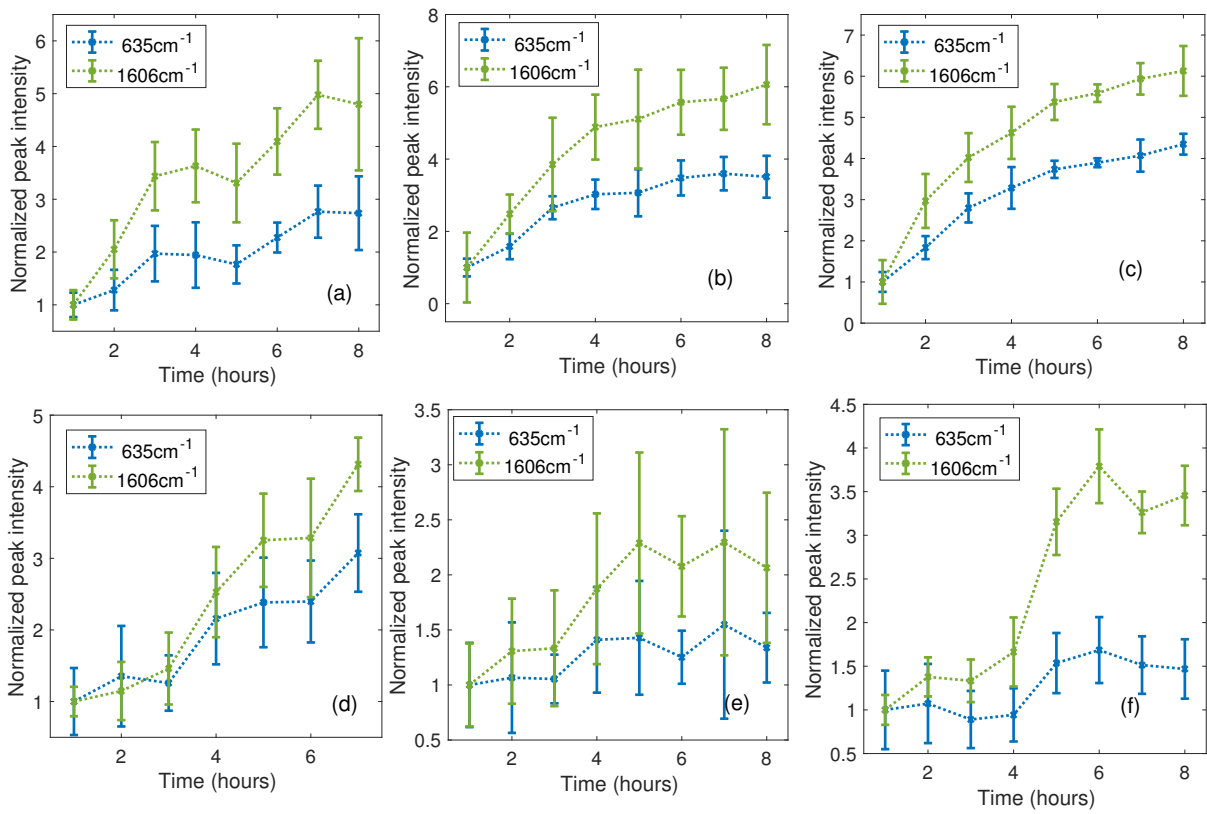 Normalized peak intensity
6
5
4
3
2
1
635cm-1
1606cm-1
(a)
2 4 6 8
Time (hours)
Normalized peak intensity
8
6
4
2
0
635cm-1
1606cm-1
(b)
2 4 6 8
Time (hours)
Normalized peak intensity
7
6
5
4
3
2
1
0
635cm-1
1606cm-1
(c)
2 4 6 8
Time (hours)
Normalized peak intensity
5
4
3
2
1
635cm-1
1606cm-1
(d)
2 4 6
Time (hours)
Normalized peak intensity
3.5
3
2.5
2
1.5
1
0.5
635cm-1
1606cm-1
(e)
2 4 6 8
Time (hours)
Normalized peak intensity
4.5
4
3.5
3
2.5
2
1.5
1
0.5
635cm-1
1606cm-1
(f)
2 4 6 8
Time (hours)